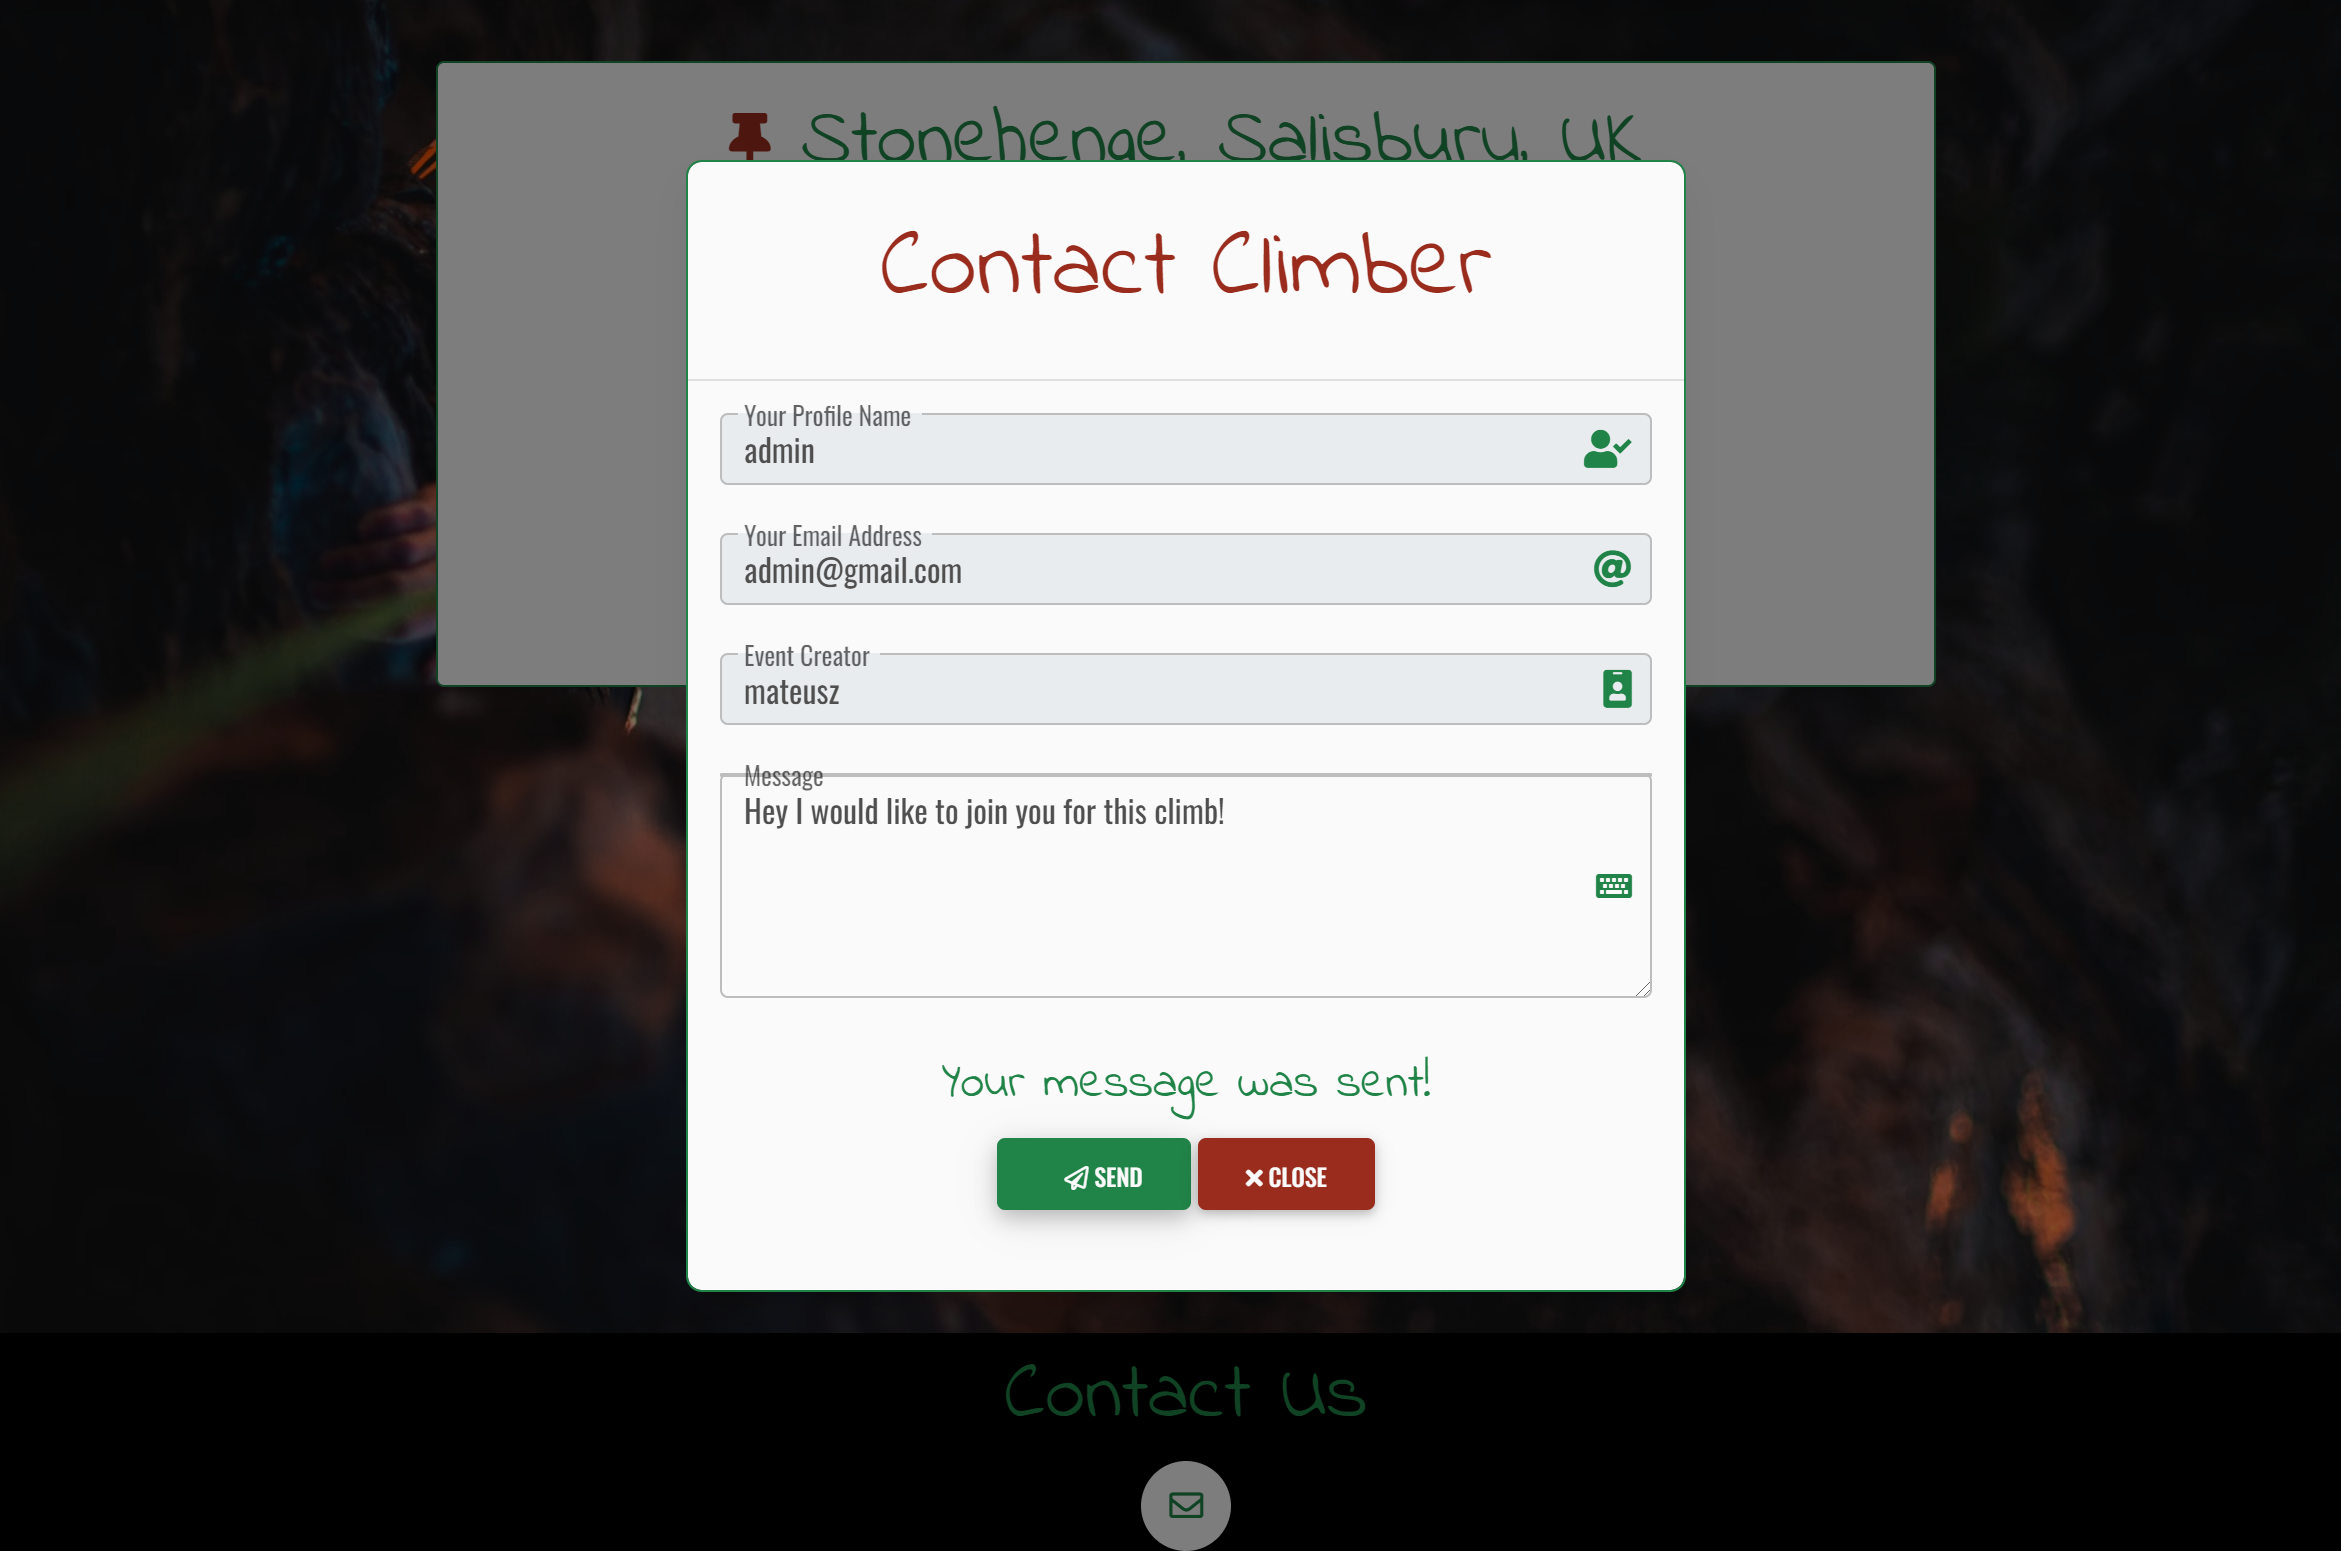 Stonehenge, Salisbury, UK
Contact Climber
Your Profile Name
admin
Your Email Address
admin@gmail.com
Event Creator
mateusz
Message
Hey I would like to join you for this climb!
Your message was sent!
SEND
CLOSE
Contact Us